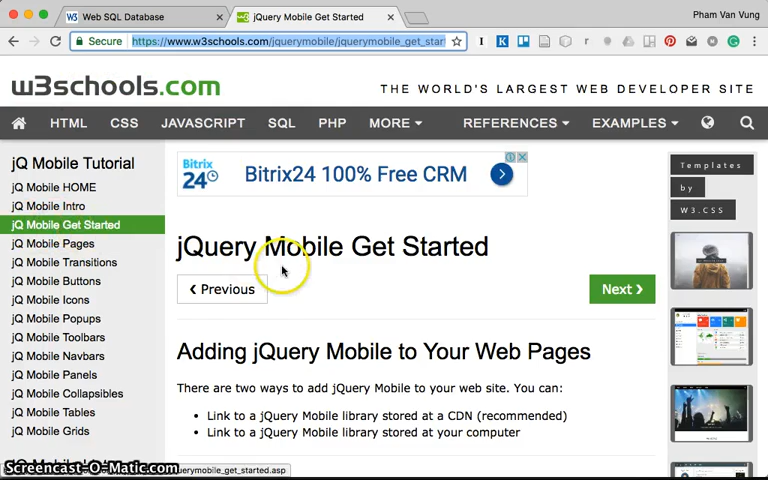 Web SQL Database
jQuery Mobile Get Started
Pham Van Vung
Secure
https://www.w3schools.com/jquerymobile/jquerymobile_get_star
w3schools.com
THE WORLD'S LARGEST WEB DEVELOPER SITE
HTML CSS JAVASCRIPT SQL PHP MORE REFERENCES EXAMPLES
jQ Mobile Tutorial
jQ Mobile HOME
jQ Mobile Intro
jQ Mobile Get Started
jQ Mobile Pages
jQ Mobile Transitions
jQ Mobile Buttons
jQ Mobile Icons
jQ Mobile Popups
jQ Mobile Toolbars
jQ Mobile Navbars
jQ Mobile Panels
jQ Mobile Collapsibles
jQ Mobile Tables
jQ Mobile Grids
Bitrix 24
Bitrix24 100% Free CRM
jQuery Mobile Get Started
❮ Previous
Next ❯
Adding jQuery Mobile to Your Web Pages
There are two ways to add jQuery Mobile to your web site. You can:
• Link to a jQuery Mobile library stored at a CDN (recommended)
• Link to a jQuery Mobile library stored at your computer
Templates
by
W3.CSS
Screencast-O-Matic.com
querymobile_get_started.asp